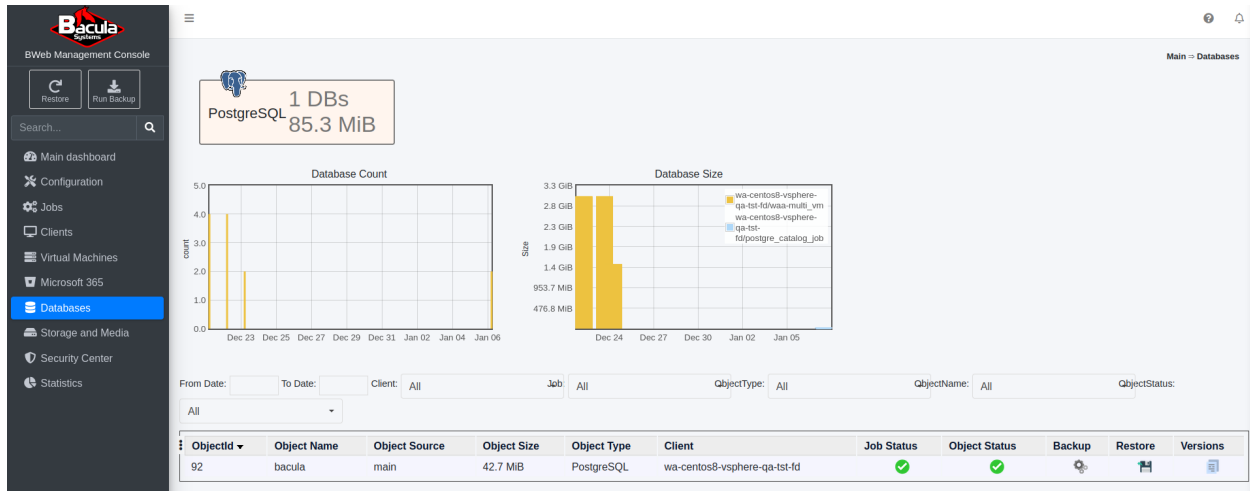 Bacula
Systems
BWeb Management Console
Restore
Run Backup
Search...
Main dashboard
Configuration
Jobs
Clients
Virtual Machines
Microsoft 365
Databases
Storage and Media
Security Center
Statistics
Main ⇒ Databases
PostgreSQL
1 DBs
85.3 MiB
Database Count
5.0
4.0
3.0
2.0
1.0
0.0
count
Dec 23 Dec 25 Dec 27 Dec 29 Dec 31 Jan 02 Jan 04 Jan 06
Database Size
3.3 GiB
2.8 GiB
2.3 GiB
1.9 GiB
1.4 GiB
953.7 MiB
476.8 MiB
Size
wa-centos8-vsphere-
qa-tst-fd/waa-multi_vm
wa-centos8-vsphere-
qa-tst-
fd/postgre_catalog_job
Dec 24 Dec 27 Dec 30 Jan 02 Jan 05
From Date: To Date: Client: All Job: All ObjectType: All ObjectName: All ObjectStatus:
All
ObjectId Object Name Object Source Object Size Object Type Client Job Status Object Status Backup Restore Versions
92 bacula main 42.7 MiB PostgreSQL wa-centos8-vsphere-qa-tst-fd